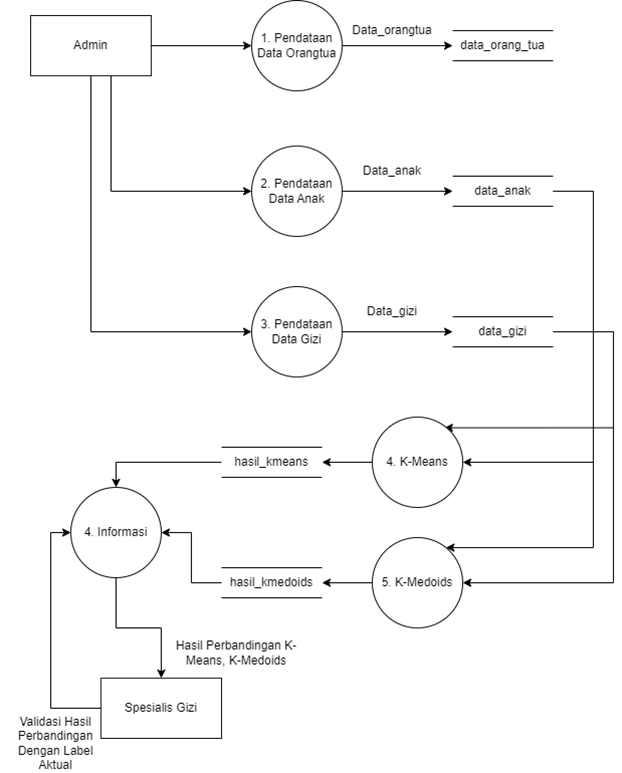 Admin
1. Pendataan
Data Orangtua
Data_orangtua
data_orang_tua
2. Pendataan
Data Anak
Data_anak
data_anak
3. Pendataan
Data Gizi
Data_gizi
data_gizi
hasil_kmeans
4. K-Means
4. Informasi
hasil_kmedoids
5. K-Medoids
Hasil Perbandingan K-
Means, K-Medoids
Spesialis Gizi
Validasi Hasil
Perbandingan
Dengan Label
Aktual